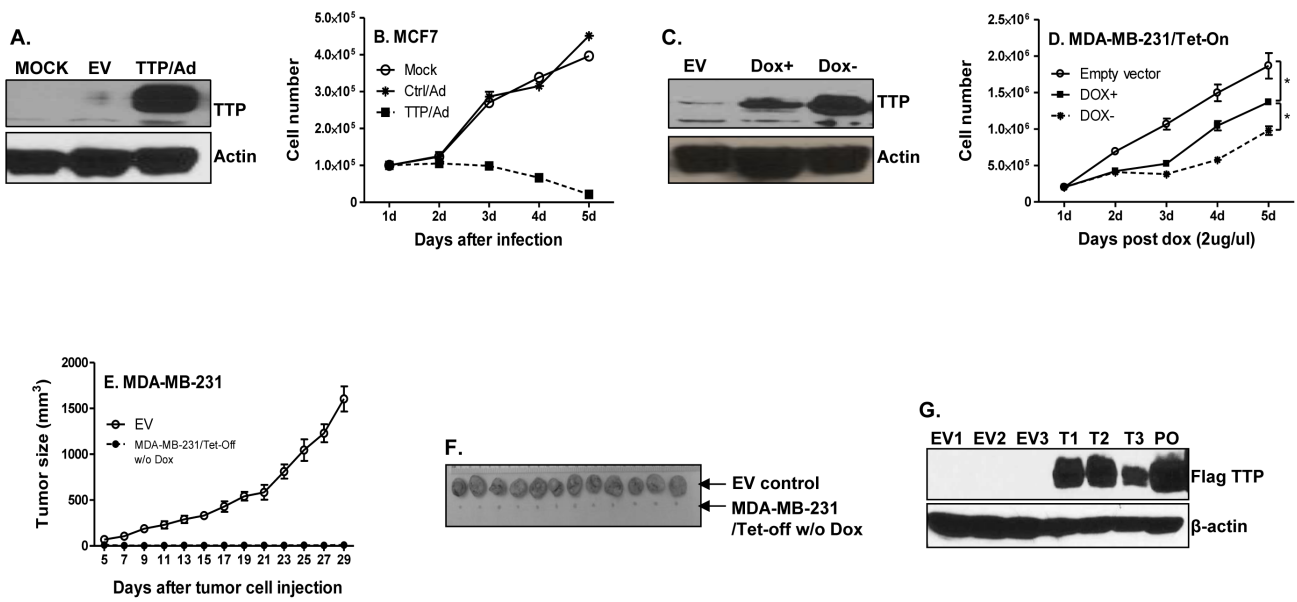 A.
MOCK EV TTP/Ad
TTP
Actin
B. MCF7
5.0x10⁵
4.0x10⁵
3.0x10⁵
2.0x10⁵
1.0x10⁵
0
Cell number
Mock
Ctrl/Ad
TTP/Ad
1d 2d 3d 4d 5d
Days after infection
C.
EV Dox+ Dox-
TTP
Actin
D. MDA-MB-231/Tet-On
2.5x10⁶
2.0x10⁶
1.5x10⁶
1.0x10⁶
5.0x10⁵
0
Cell number
Empty vector
DOX+
DOX-
*
*
1d 2d 3d 4d 5d
Days post dox (2ug/ul)
E. MDA-MB-231
2000
1500
1000
500
0
Tumor size (mm³)
EV
MDA-MB-231/Tet-Off
w/o Dox
5 7 9 11 13 15 17 19 21 23 25 27 29
Days after tumor cell injection
F.
EV control
MDA-MB-231
/Tet-off w/o Dox
G.
EV1 EV2 EV3 T1 T2 T3 PO
Flag TTP
β-actin